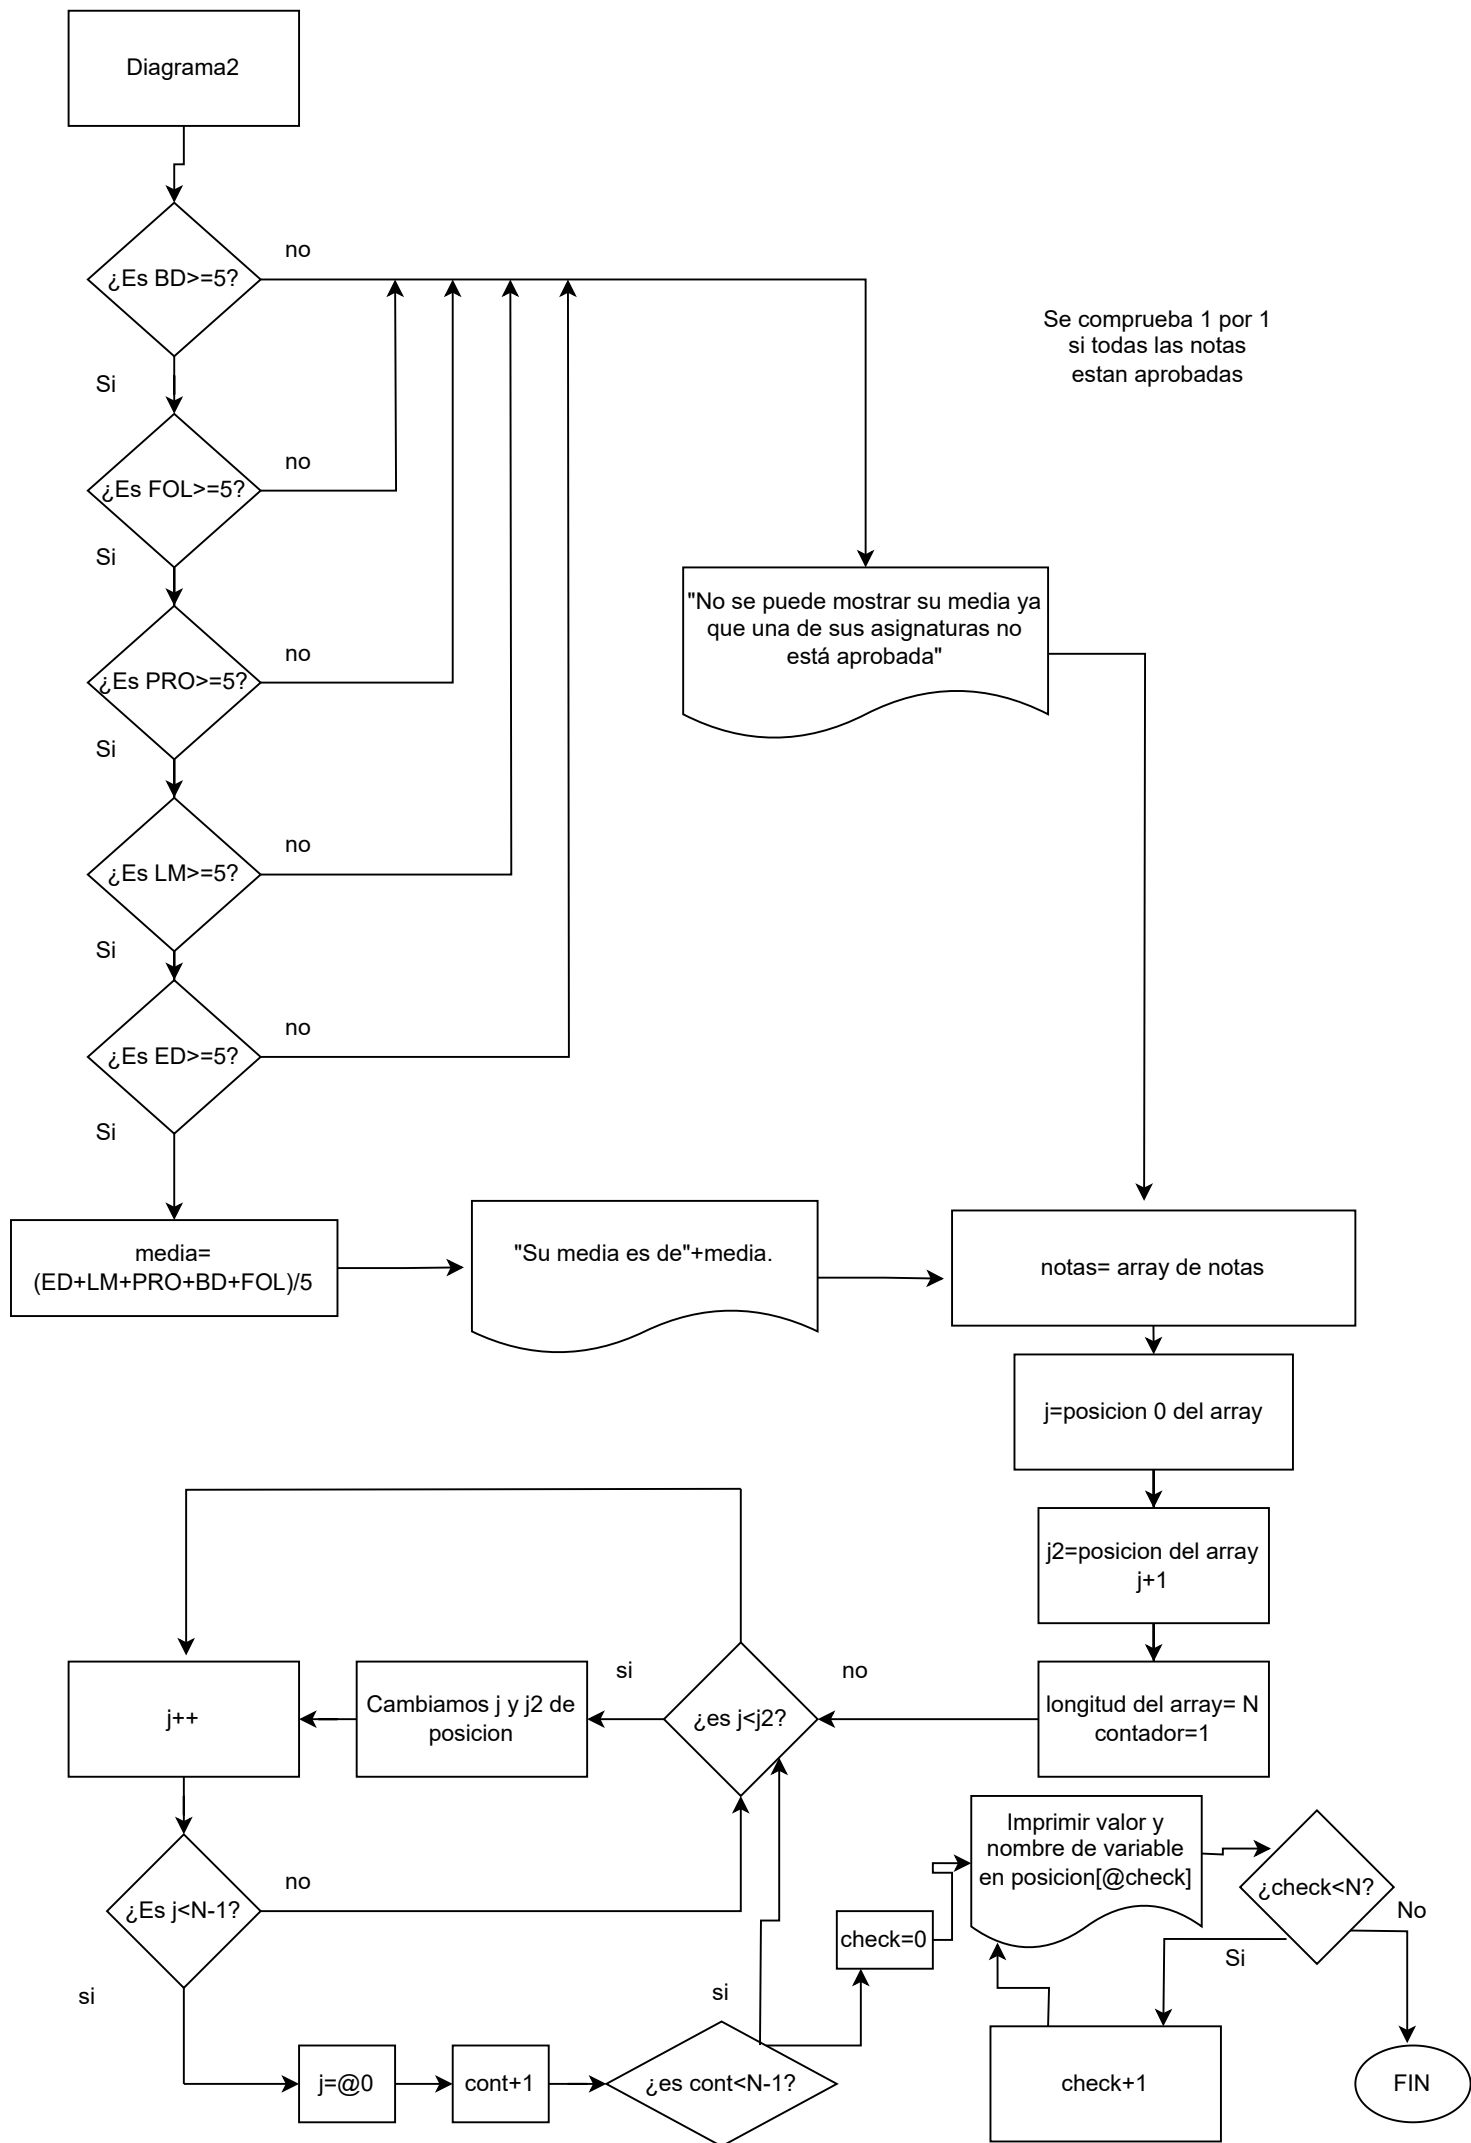 Diagrama2
no
¿Es BD>=5?
Se comprueba 1 por 1
si todas las notas
estan aprobadas
Si
no
¿Es FOL>=5?
Si
"No se puede mostrar su media ya
que una de sus asignaturas no
está aprobada"
no
¿Es PRO>=5?
Si
no
¿Es LM>=5?
Si
no
¿Es ED>=5?
Si
media=
(ED+LM+PRO+BD+FOL)/5
"Su media es de"+media.
notas= array de notas
j=posicion 0 del array
j2=posicion del array
j+1
longitud del array= N
contador=1
no
¿es j<j2?
si
Cambiamos j y j2 de
posicion
j++
¿Es j<N-1?
no
si
j=@0
cont+1
¿es cont<N-1?
si
check=0
Imprimir valor y
nombre de variable
en posicion[@check]
¿check<N?
No
Si
check+1
FIN